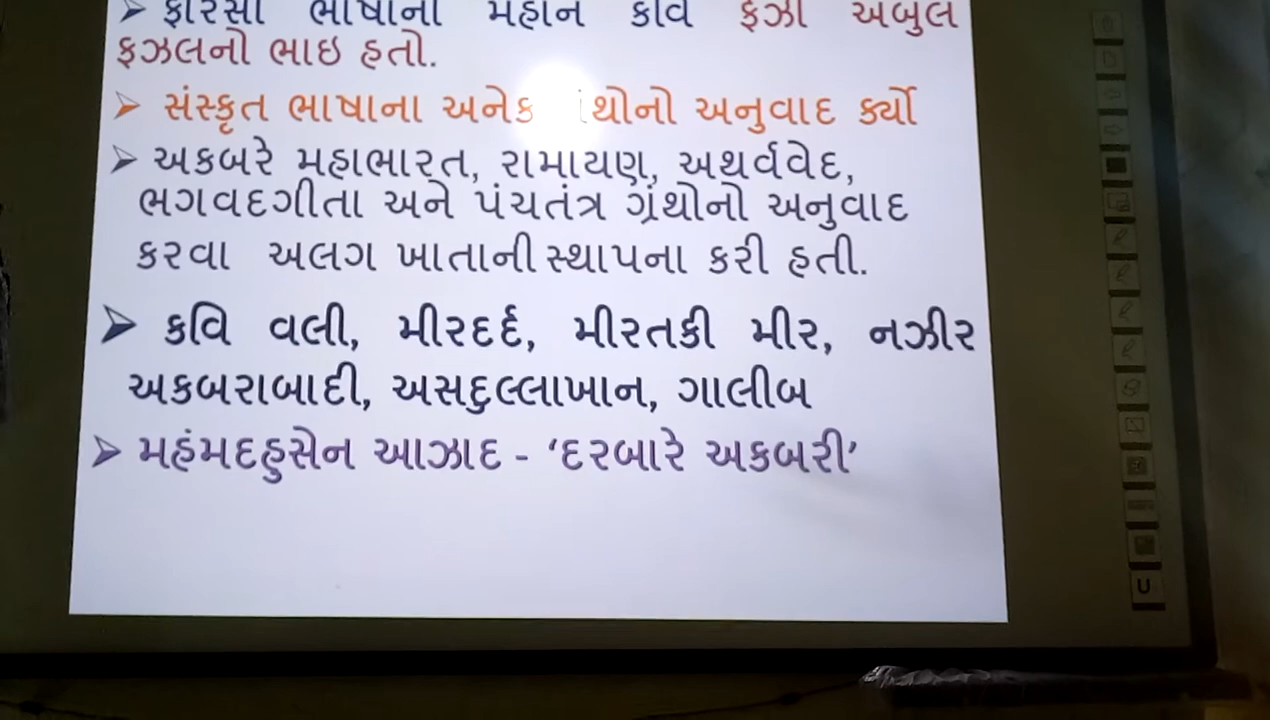 ➢ ફારસી ભાષાનો મહાન કવિ ફૈઝી અબુલ
ફઝલનો ભાઇ હતો.
➢ સંસ્કૃત ભાષાના અનેક અનુવાદ ર્ક્યો
➢ અકબરે મહાભારત, રામાયણ, અથર્વવેદ,
ભગવદગીતા અને પંચતંત્ર ગ્રંથોનો અનુવાદ
કરવા અલગ ખાતાની સ્થાપના કરી હતી.
➢ કવિ વલી, મીરદર્દ, મીરતકી મીર, નઝીર
અકબરાબાદી, અસદુલ્લાખાન, ગાલીબ
➢ મહંમદહુસેન આઝાદ - ‘દરબારે અકબરી’